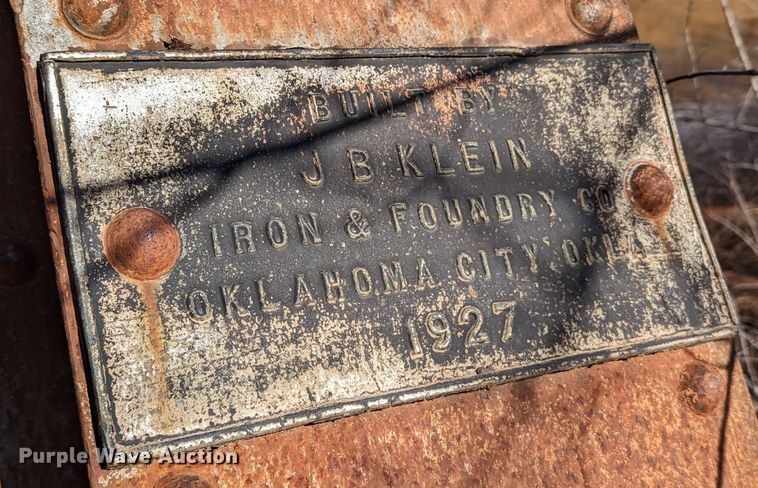 BUILT BY
J B KLEIN
IRON & FOUNDRY CO
OKLAHOMA CITY, OKLA
1927
Purple Wave Auction